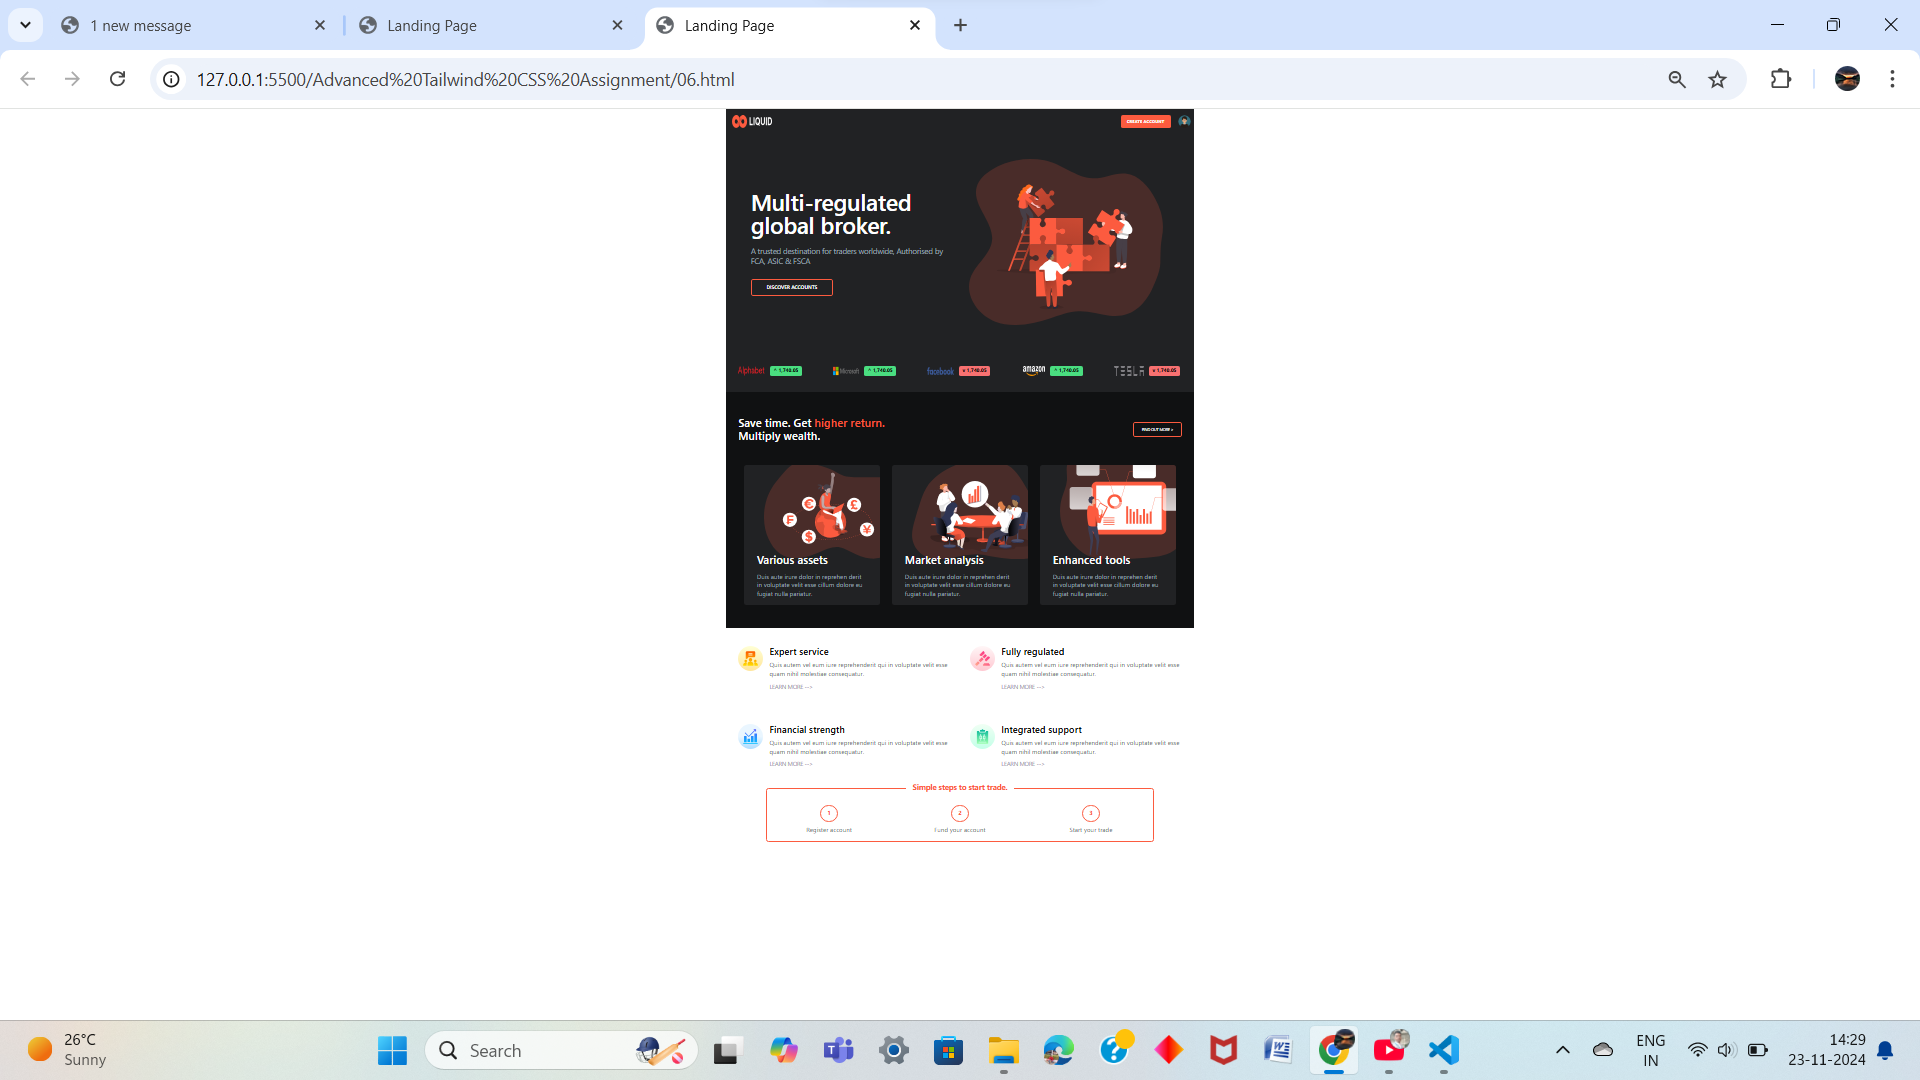 1 new message
Landing Page
Landing Page
127.0.0.1:5500/Advanced%20Tailwind%20CSS%20Assignment/06.html
LIQUID
CREATE ACCOUNT
Multi-regulated
global broker.
A trusted destination for traders worldwide, Authorised by
FCA, ASIC & FSCA
DISCOVER ACCOUNTS
Alphabet ^ 1,740.05 Microsoft ^ 1,740.05 facebook v 1,740.05 amazon ^ 1,740.05 TESLA v 1,740.05
Save time. Get higher return.
Multiply wealth.
FIND OUT MORE >
Various assets
Duis aute irure dolor in reprehen derit
in voluptate velit esse cillum dolore eu
fugiat nulla pariatur.
Market analysis
Duis aute irure dolor in reprehen derit
in voluptate velit esse cillum dolore eu
fugiat nulla pariatur.
Enhanced tools
Duis aute irure dolor in reprehen derit
in voluptate velit esse cillum dolore eu
fugiat nulla pariatur.
Expert service
Quis autem vel eum iure reprehenderit qui in voluptate velit esse
quam nihil molestiae consequatur.
LEARN MORE -->
Fully regulated
Quis autem vel eum iure reprehenderit qui in voluptate velit esse
quam nihil molestiae consequatur.
LEARN MORE -->
Financial strength
Quis autem vel eum iure reprehenderit qui in voluptate velit esse
quam nihil molestiae consequatur.
LEARN MORE -->
Integrated support
Quis autem vel eum iure reprehenderit qui in voluptate velit esse
quam nihil molestiae consequatur.
LEARN MORE -->
Simple steps to start trade.
1
Register account
2
Fund your account
3
Start your trade
26°C
Sunny
Search
ENG
IN
14:29
23-11-2024